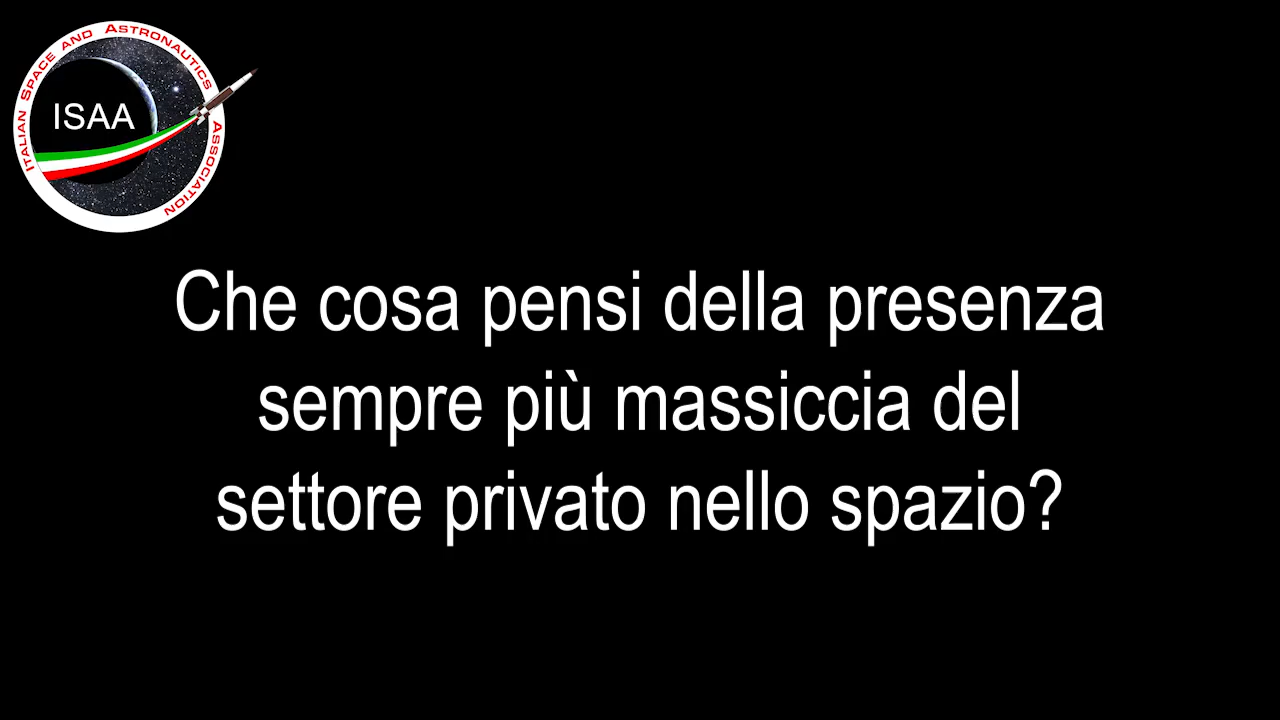 ITALIAN SPACE AND ASTRONAUTICS ASSOCIATION
ISAA
Che cosa pensi della presenza
sempre più massiccia del
settore privato nello spazio?